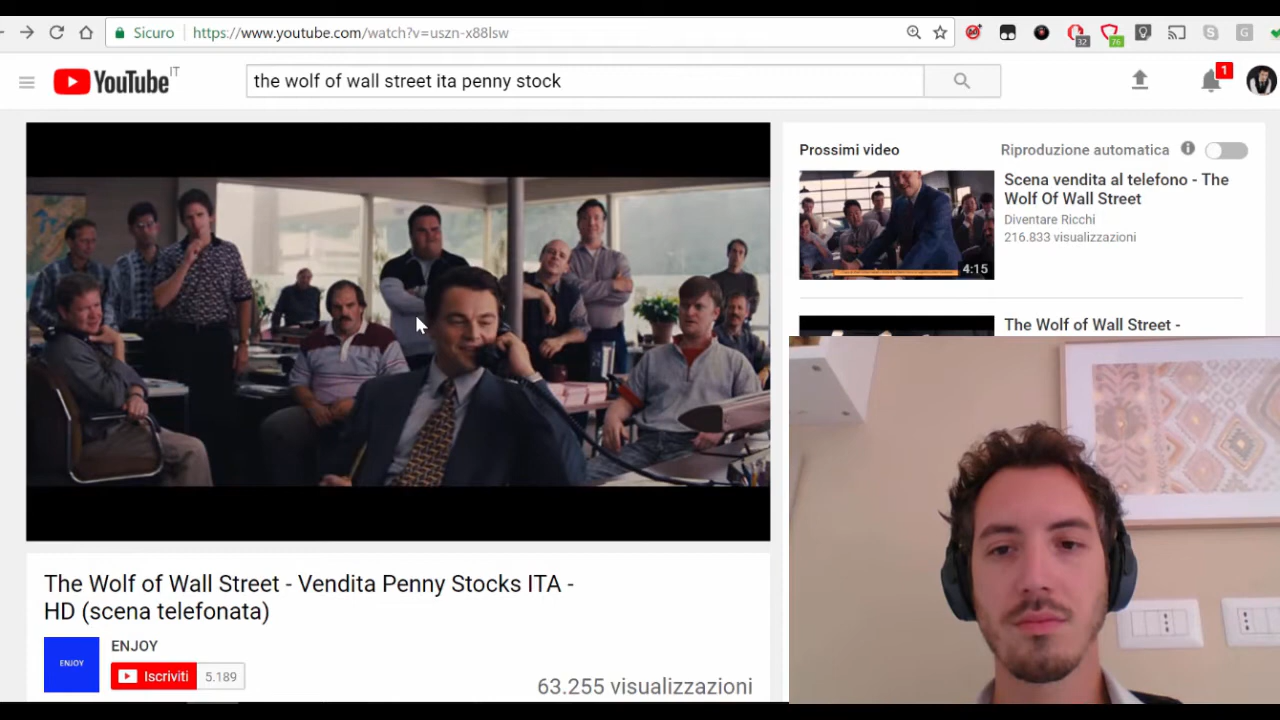 Sicuro
https://www.youtube.com/watch?v=uszn-x88lsw
32
76
G
YouTube IT
the wolf of wall street ita penny stock
1
Prossimi video
Riproduzione automatica
Scena vendita al telefono - The
Wolf Of Wall Street
Diventare Ricchi
216.833 visualizzazioni
4:15
The Wolf of Wall Street -
The Wolf of Wall Street - Vendita Penny Stocks ITA -
HD (scena telefonata)
ENJOY
ENJOY
Iscriviti
5.189
63.255 visualizzazioni